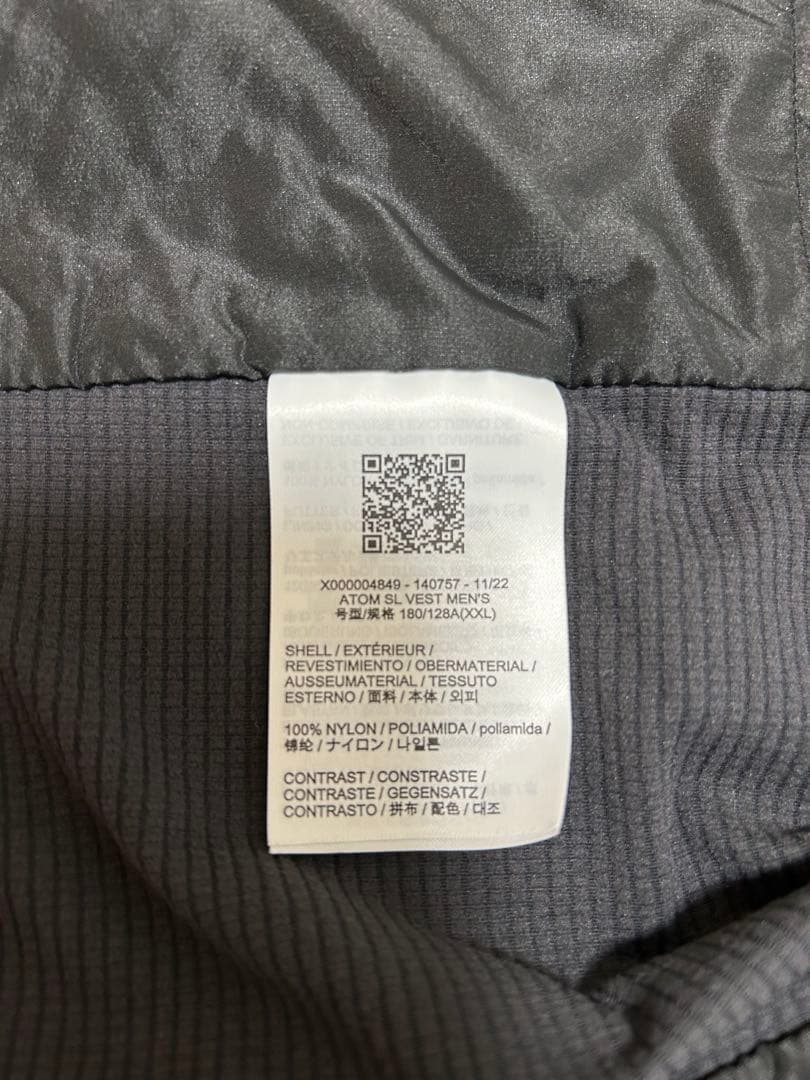 X000004849 - 140757 - 11/22
ATOM SL VEST MEN'S
号型/规格 180/128A(XXL)
SHELL / EXTÉRIEUR /
REVESTIMIENTO / OBERMATERIAL /
AUSSEUMATERIAL / TESSUTO
ESTERNO / 面料 / 本体 / 외피
100% NYLON / POLIAMIDA / poliamida /
锦纶 / ナイロン / 나일론
CONTRAST / CONSTRASTE /
CONTRASTE / GEGENSATZ /
CONTRASTO / 拼布 / 配色 / 대조